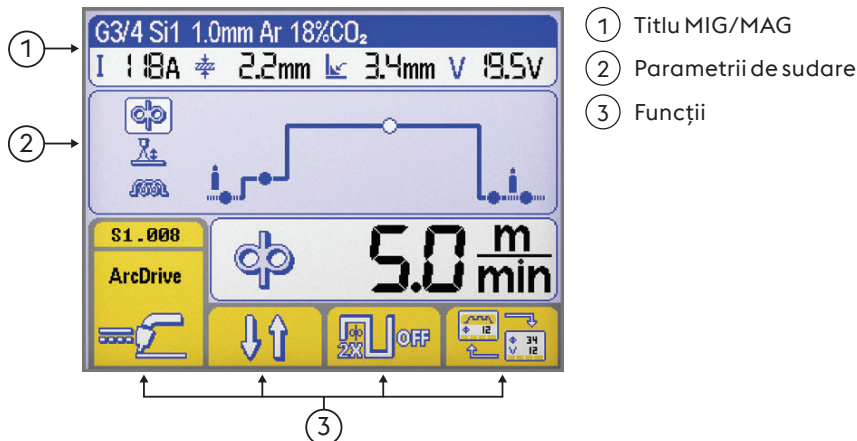 G3/4 Si1 1.0mm Ar 18%CO₂
I 118A 2.2mm 3.4mm V 19.5V
S1.008
ArcDrive
5.0 m/min
2X OFF
12
34
V 12
1
2
3
1 Titlu MIG/MAG
2 Parametrii de sudare
3 Funcții